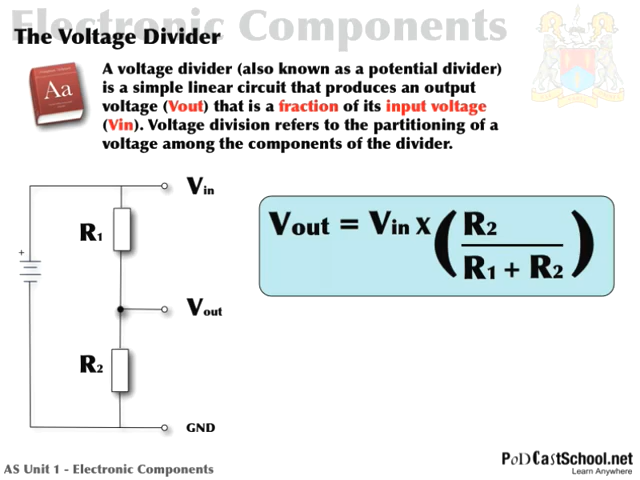 Electronic Components
The Voltage Divider
A voltage divider (also known as a potential divider)
is a simple linear circuit that produces an output
voltage (Vout) that is a fraction of its input voltage
(Vin). Voltage division refers to the partitioning of a
voltage among the components of the divider.
Aa
Vin
R1
Vout = Vin x (R2
R1 + R2)
+
Vout
R2
GND
AS Unit 1 - Electronic Components
PoDCastSchool.net
Learn Anywhere